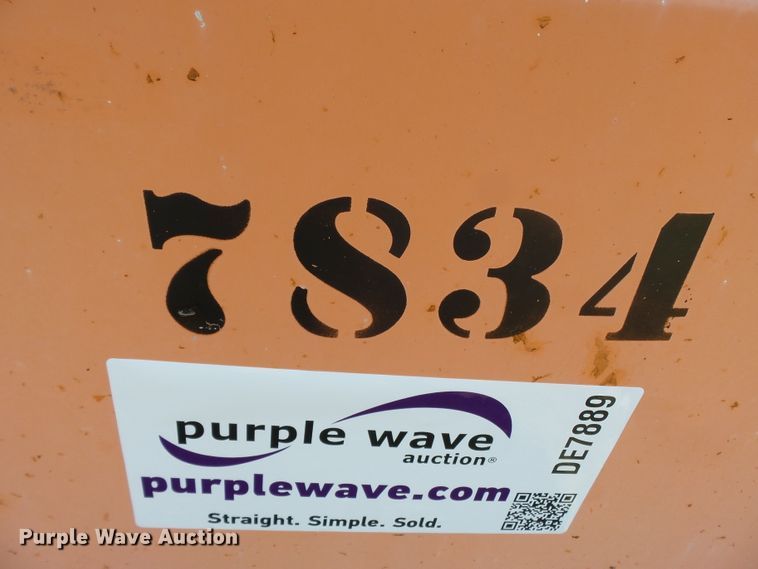 7834
purple wave
auction®
purplewave.com
Straight. Simple. Sold.
DE7889
Purple Wave Auction